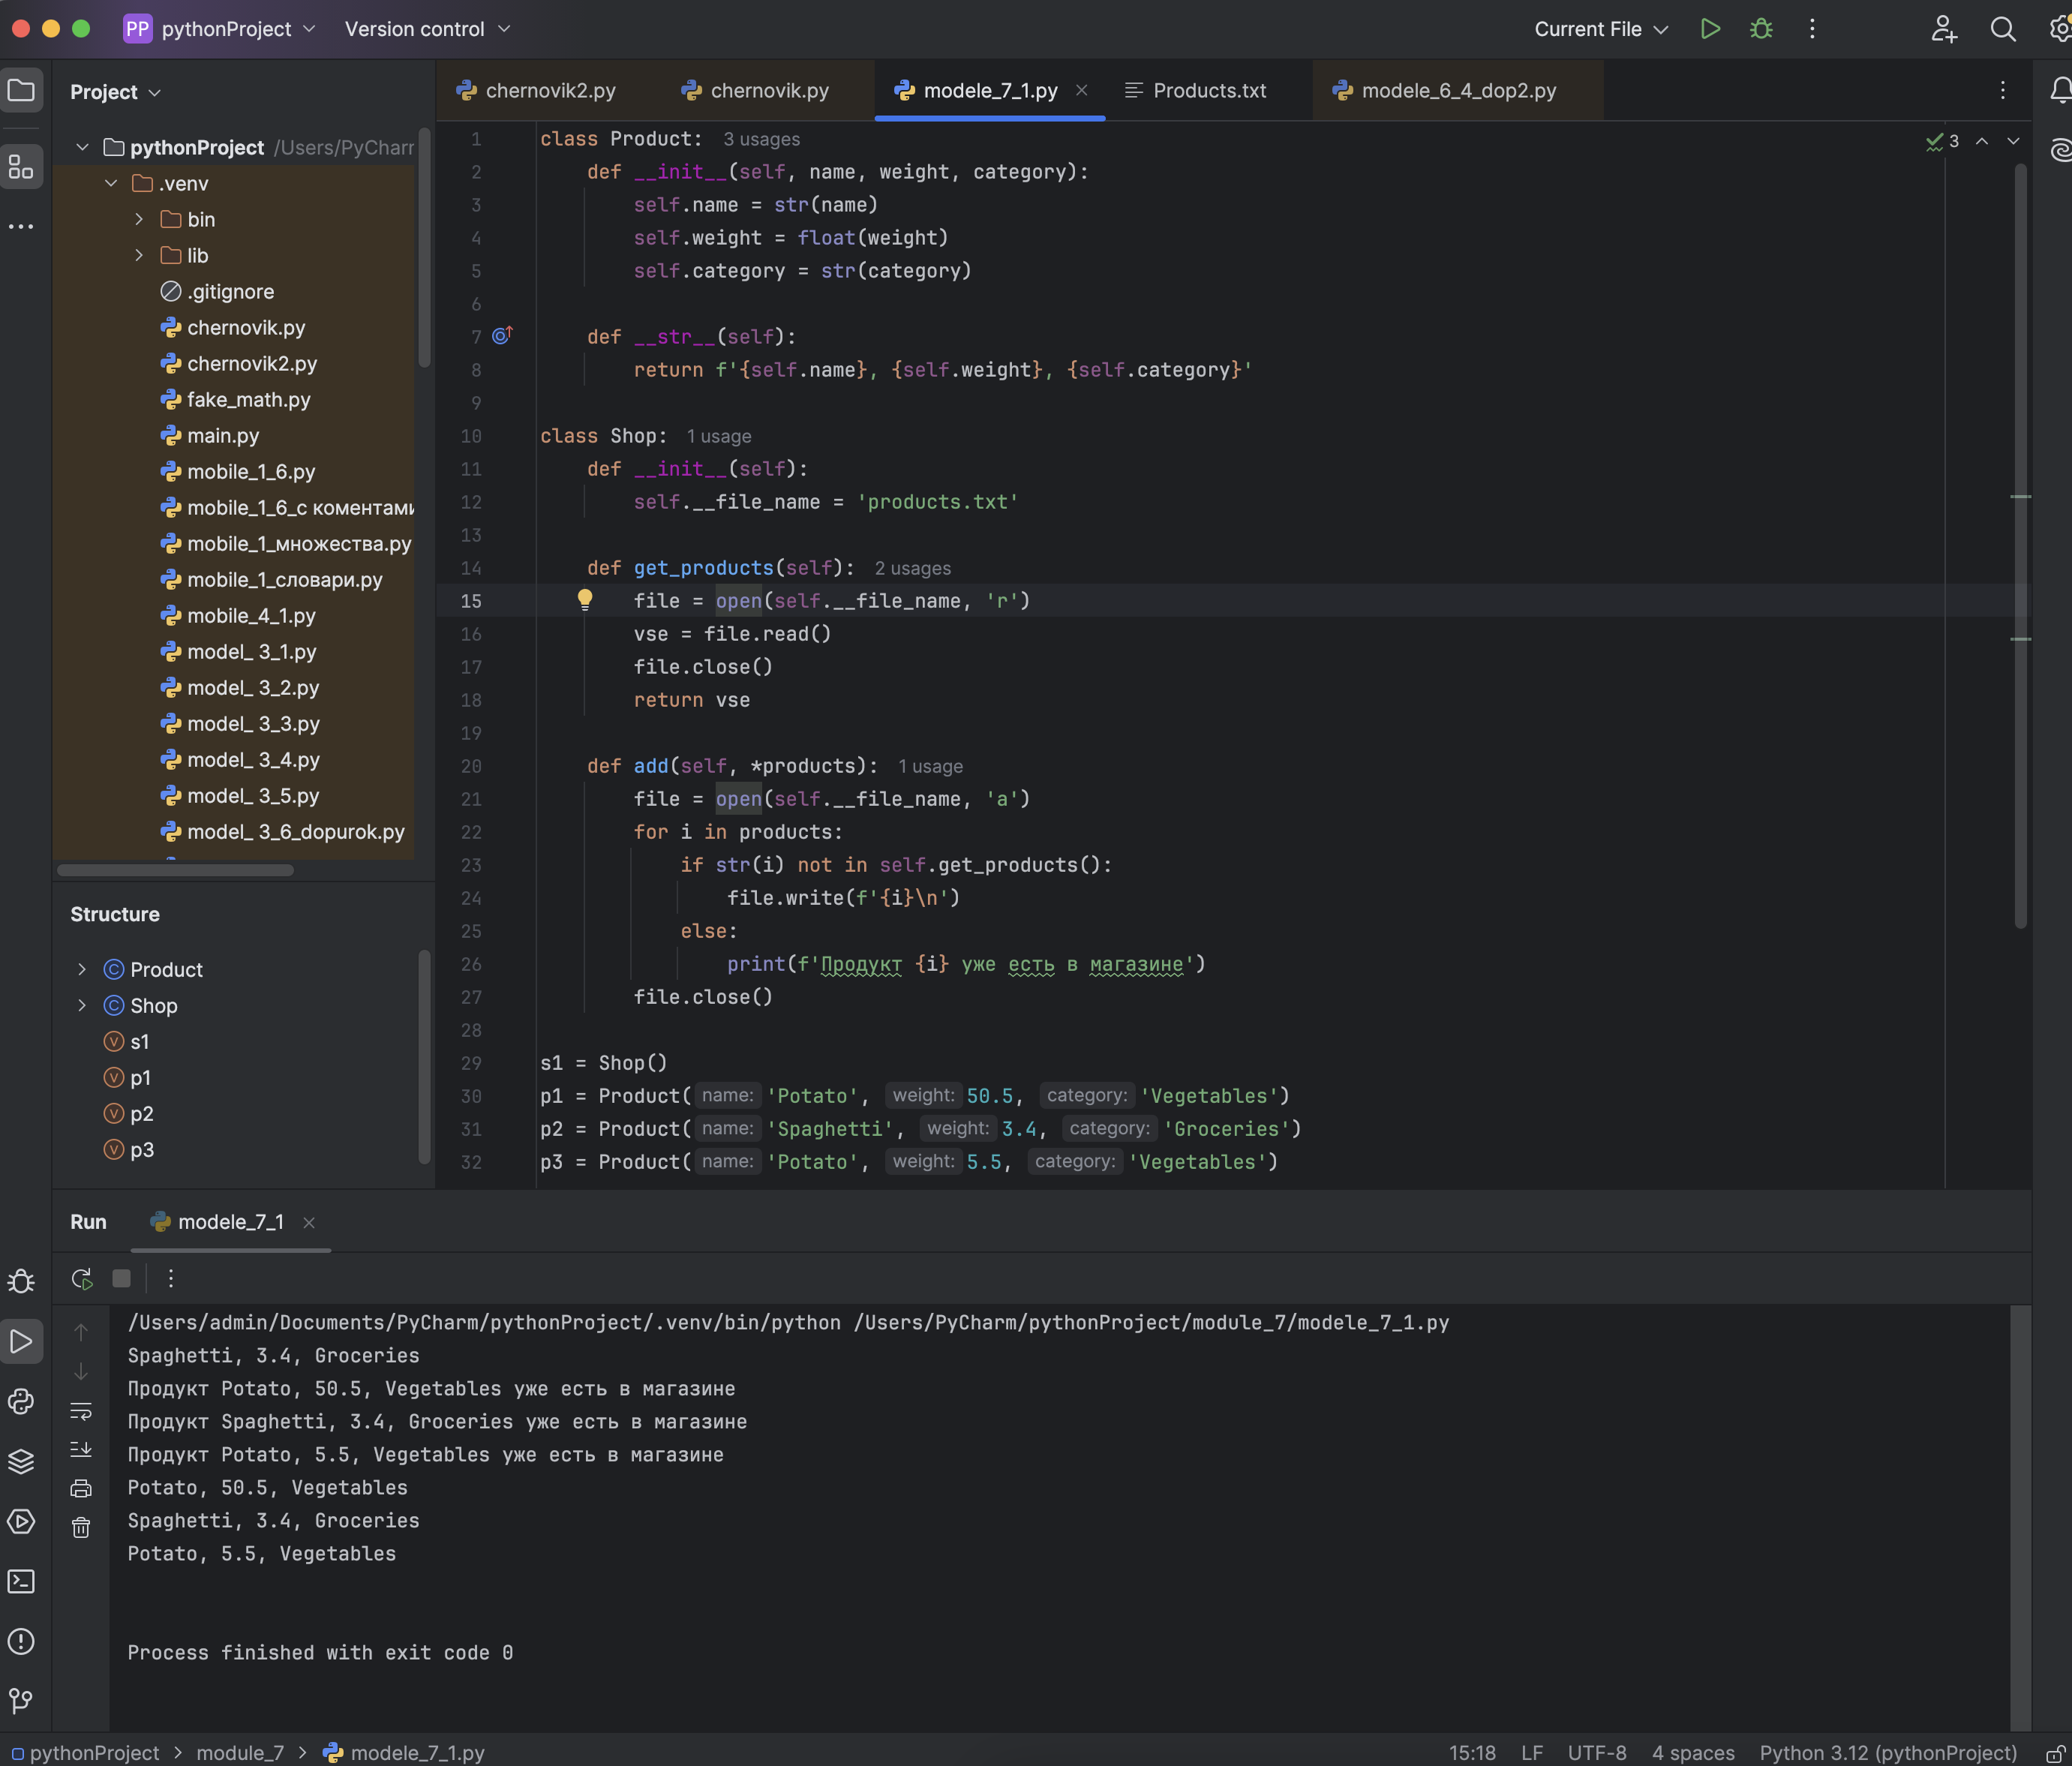 PP pythonProject Version control Current File
Project
chernovik2.py chernovik.py modele_7_1.py Products.txt modele_6_4_dop2.py
pythonProject /Users/PyCharr
.venv
bin
lib
.gitignore
chernovik.py
chernovik2.py
fake_math.py
main.py
mobile_1_6.py
mobile_1_6_с коментами
mobile_1_множества.py
mobile_1_словари.py
mobile_4_1.py
model_ 3_1.py
model_ 3_2.py
model_ 3_3.py
model_ 3_4.py
model_ 3_5.py
model_ 3_6_dopurok.py
Structure
Product
Shop
s1
p1
p2
p3
3
1 class Product: 3 usages
2 def __init__(self, name, weight, category):
3 self.name = str(name)
4 self.weight = float(weight)
5 self.category = str(category)
6
7 def __str__(self):
8 return f'{self.name}, {self.weight}, {self.category}'
9
10 class Shop: 1 usage
11 def __init__(self):
12 self.__file_name = 'products.txt'
13
14 def get_products(self): 2 usages
15 file = open(self.__file_name, 'r')
16 vse = file.read()
17 file.close()
18 return vse
19
20 def add(self, *products): 1 usage
21 file = open(self.__file_name, 'a')
22 for i in products:
23 if str(i) not in self.get_products():
24 file.write(f'{i}\n')
25 else:
26 print(f'Продукт {i} уже есть в магазине')
27 file.close()
28
29 s1 = Shop()
30 p1 = Product( name: 'Potato', weight: 50.5, category: 'Vegetables')
31 p2 = Product( name: 'Spaghetti', weight: 3.4, category: 'Groceries')
32 p3 = Product( name: 'Potato', weight: 5.5, category: 'Vegetables')
Run modele_7_1
/Users/admin/Documents/PyCharm/pythonProject/.venv/bin/python /Users/PyCharm/pythonProject/module_7/modele_7_1.py
Spaghetti, 3.4, Groceries
Продукт Potato, 50.5, Vegetables уже есть в магазине
Продукт Spaghetti, 3.4, Groceries уже есть в магазине
Продукт Potato, 5.5, Vegetables уже есть в магазине
Potato, 50.5, Vegetables
Spaghetti, 3.4, Groceries
Potato, 5.5, Vegetables
Process finished with exit code 0
pythonProject > module_7 > modele_7_1.py 15:18 LF UTF-8 4 spaces Python 3.12 (pythonProject)